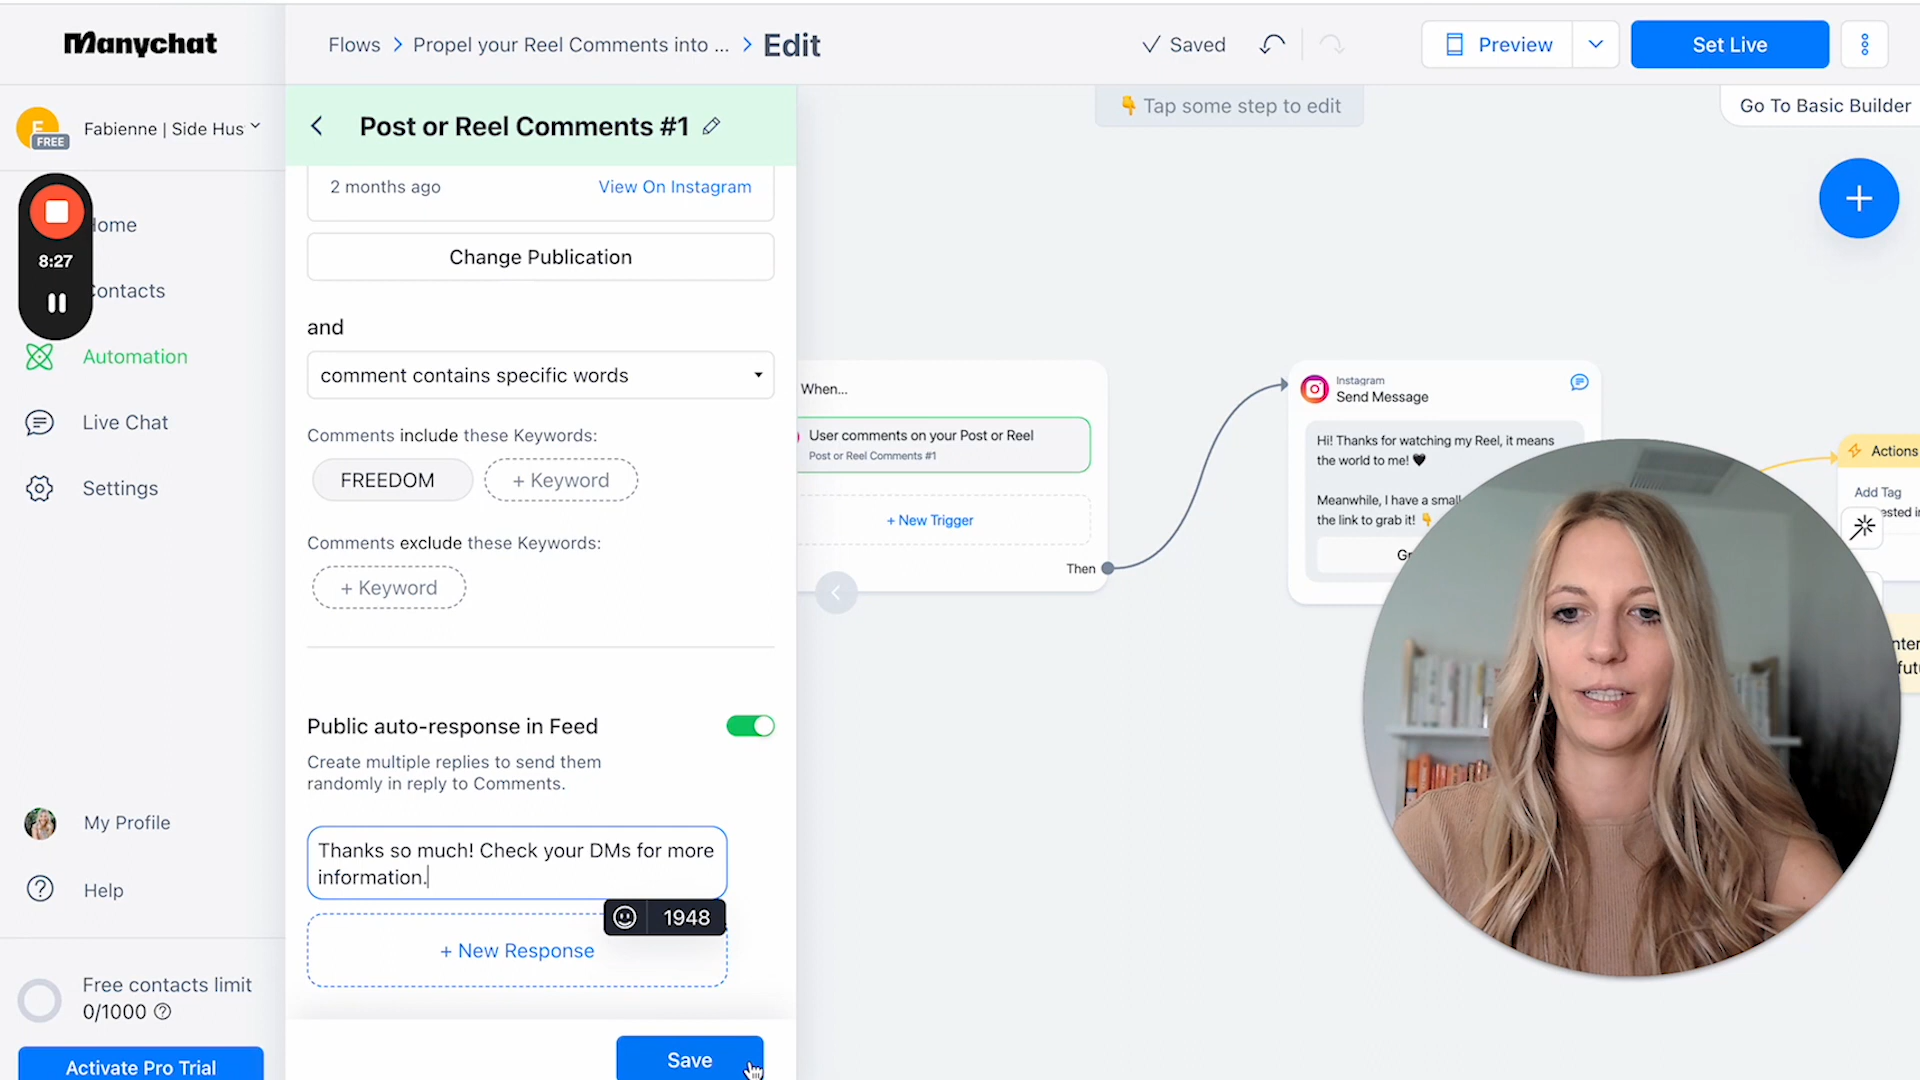 Manychat
Flows > Propel your Reel Comments into ... > Edit
Saved
Preview
Set Live
Fabienne | Side Hus
FREE
8:27
Home
Contacts
Automation
Live Chat
Settings
My Profile
Help
Free contacts limit
0/1000
Activate Pro Trial
Post or Reel Comments #1
2 months ago
View On Instagram
Change Publication
and
comment contains specific words
Comments include these Keywords:
FREEDOM
+ Keyword
Comments exclude these Keywords:
+ Keyword
Public auto-response in Feed
Create multiple replies to send them
randomly in reply to Comments.
Thanks so much! Check your DMs for more
information.
1948
+ New Response
Save
👇 Tap some step to edit
Go To Basic Builder
When...
User comments on your Post or Reel
Post or Reel Comments #1
+ New Trigger
Then
Instagram
Send Message
Hi! Thanks for watching my Reel, it means
the world to me! 🖤
Meanwhile, I have a small
the link to grab it! 👇
Actions
Add Tag